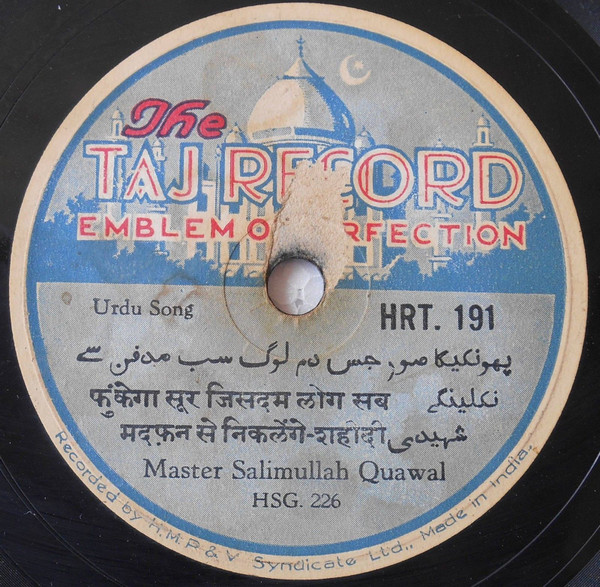 The
TAJ RECORD
EMBLEM OF PERFECTION
Urdu Song
HRT. 191
پھونکیگا صور جس دم لوگ سب مدفن سے
फुंकेगा सूर जिसदम लोग सब نکلینگے
मदफ़न से निकलेंगे-शहीदी شہیدی
Master Salimullah Quawal
HSG. 226
Recorded by H.M.P. & V Syndicate Ltd., Made in India.